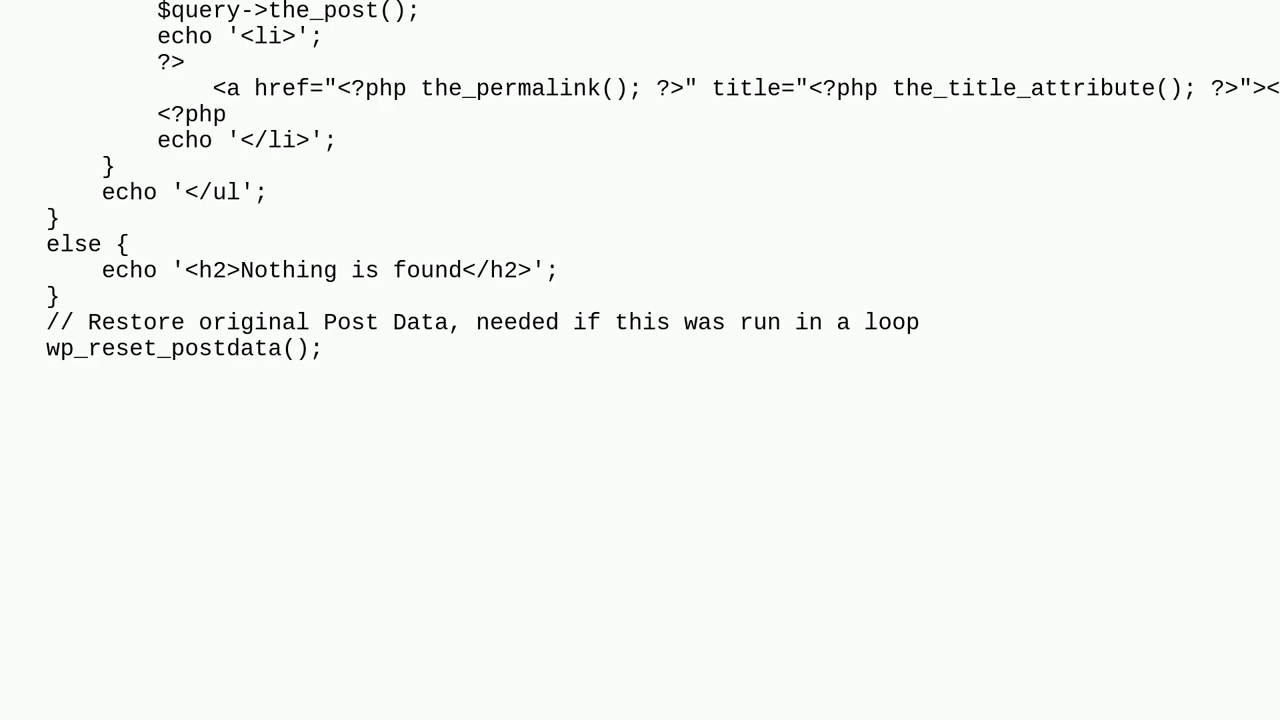 $query->the_post();
echo '<li>';
?>
<a href="<?php the_permalink(); ?>" title="<?php the_title_attribute(); ?>"><
<?php
echo '</li>';
}
echo '</ul';
}
else {
echo '<h2>Nothing is found</h2>';
}
// Restore original Post Data, needed if this was run in a loop
wp_reset_postdata();